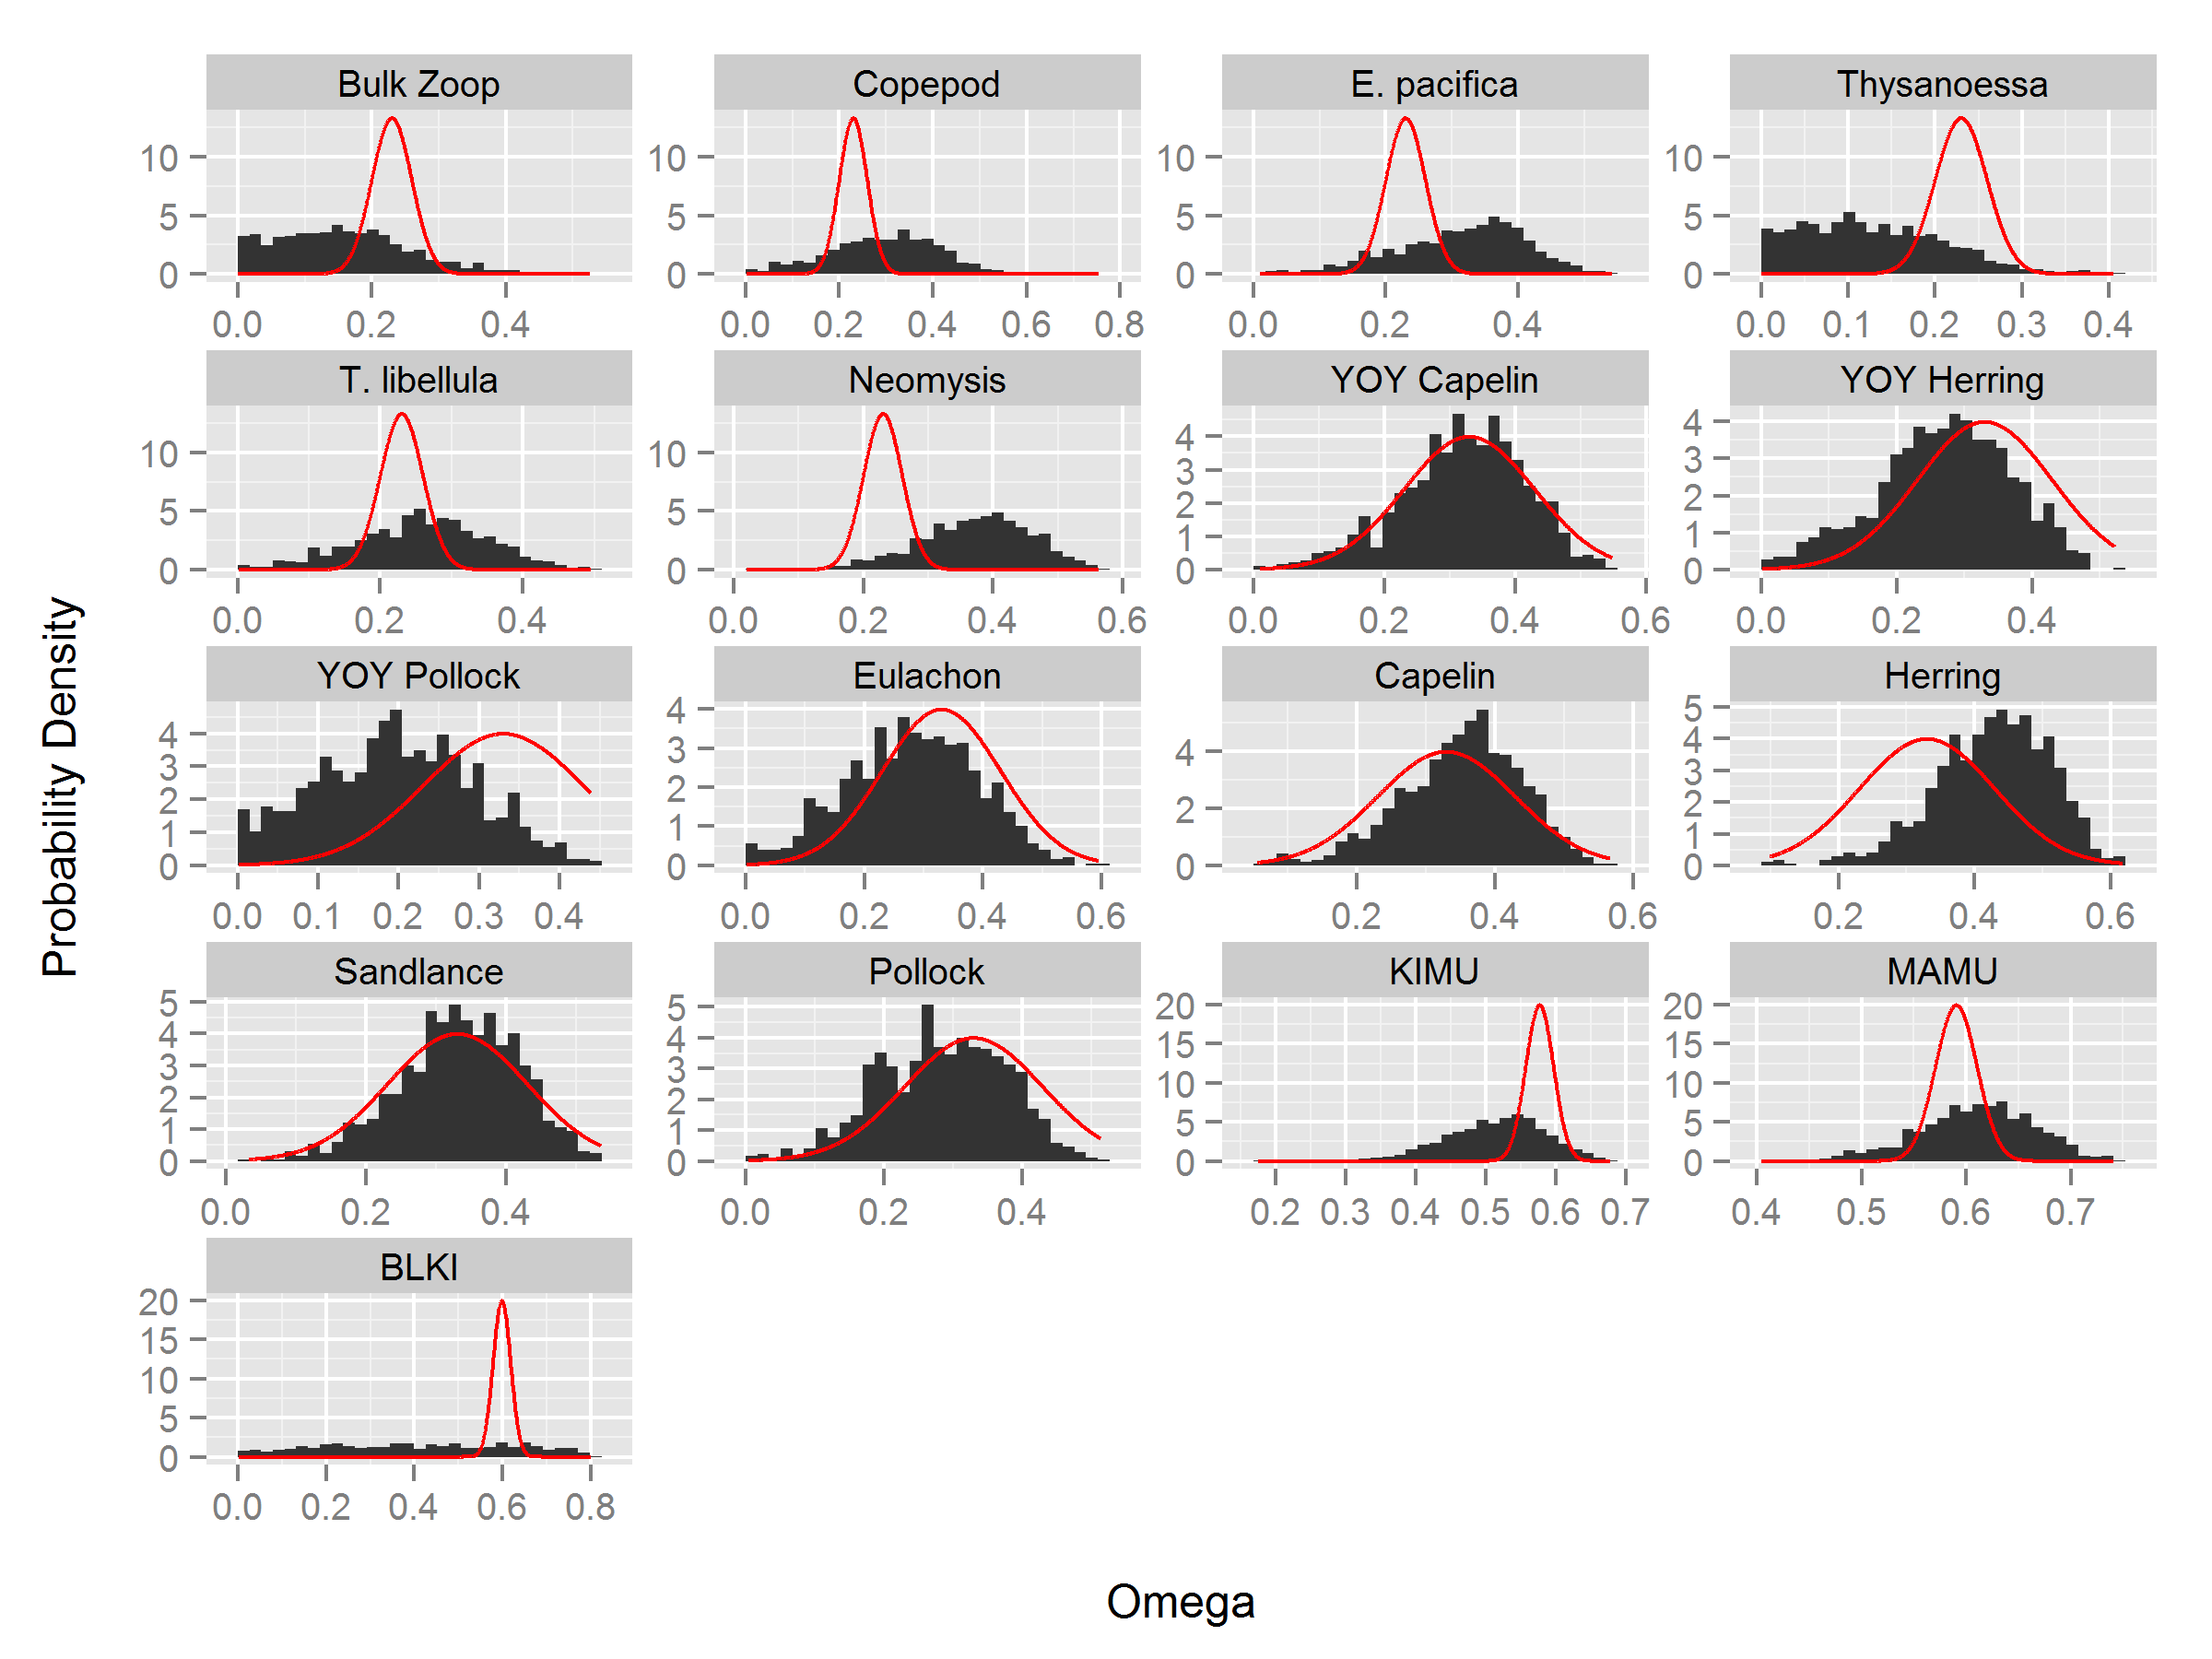 Bulk Zoop Copepod E. pacifica Thysanoessa
10 10 10 10
5 5 5 5
0 0 0 0
0.0 0.2 0.4 0.0 0.2 0.4 0.6 0.8 0.0 0.2 0.4 0.0 0.1 0.2 0.3 0.4
T. libellula Neomysis YOY Capelin YOY Herring
10 10 4 4
5 5 3 3
0 0 2 2
1 1
0 0
0.0 0.2 0.4 0.0 0.2 0.4 0.6 0.0 0.2 0.4 0.6 0.0 0.2 0.4
YOY Pollock Eulachon Capelin Herring
4 4 4 5
3 3 2 4
2 2 0 3
1 1 2
0 0 1
0
0.0 0.1 0.2 0.3 0.4 0.0 0.2 0.4 0.6 0.2 0.4 0.6 0.2 0.4 0.6
Sandlance Pollock KIMU MAMU
5 5 20 20
4 4 15 15
3 3 10 10
2 2 5 5
1 1 0 0
0 0
0.0 0.2 0.4 0.0 0.2 0.4 0.2 0.3 0.4 0.5 0.6 0.7 0.4 0.5 0.6 0.7
BLKI
20
15
10
5
0
0.0 0.2 0.4 0.6 0.8
Probability Density
Omega